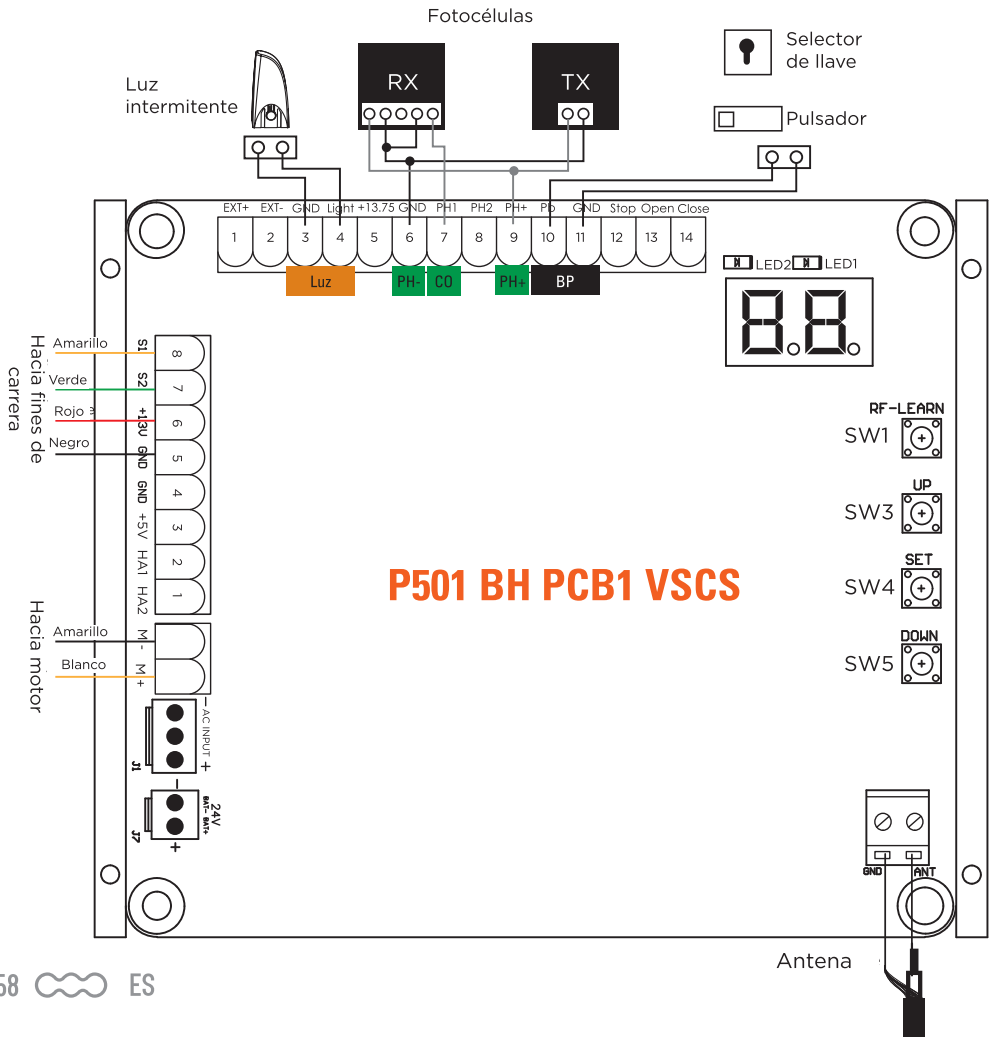 Fotocélulas
Selector
de llave
Luz
intermitente
RX
TX
Pulsador
EXT+ EXT- GND Light +13.75 GND PH1 PH2 PH+ Pb GND Stop Open Close
1 2 3 4 5 6 7 8 9 10 11 12 13 14
Luz PH- CO PH+ BP
LED2 LED1
8.8.
Hacia fines de
carrera
Amarillo S1 8
Verde S2 7
Rojo +13V 6
Negro GND 5
GND 4
+5V 3
HA1 2
HA2 1
RF-LEARN
SW1
UP
SW3
SET
SW4
DOWN
SW5
P501 BH PCB1 VSCS
Hacia motor
Amarillo M -
Blanco M +
J1 - AC INPUT +
-
J7 BAT- BAT+ 24V
+
GND ANT
Antena
58 ES